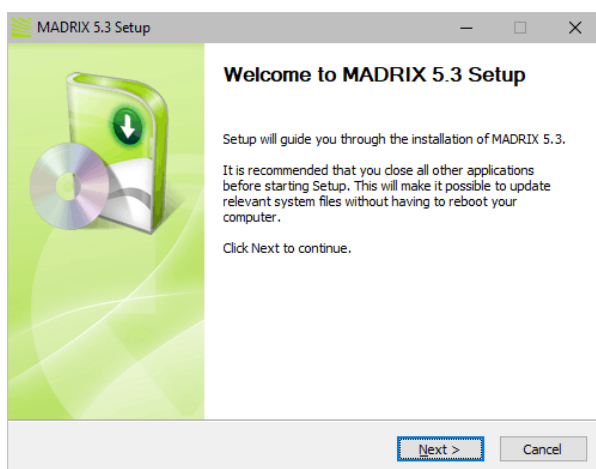 MADRIX 5.3 Setup
Welcome to MADRIX 5.3 Setup
Setup will guide you through the installation of MADRIX 5.3.
It is recommended that you close all other applications
before starting Setup. This will make it possible to update
relevant system files without having to reboot your
computer.
Click Next to continue.
Next >
Cancel